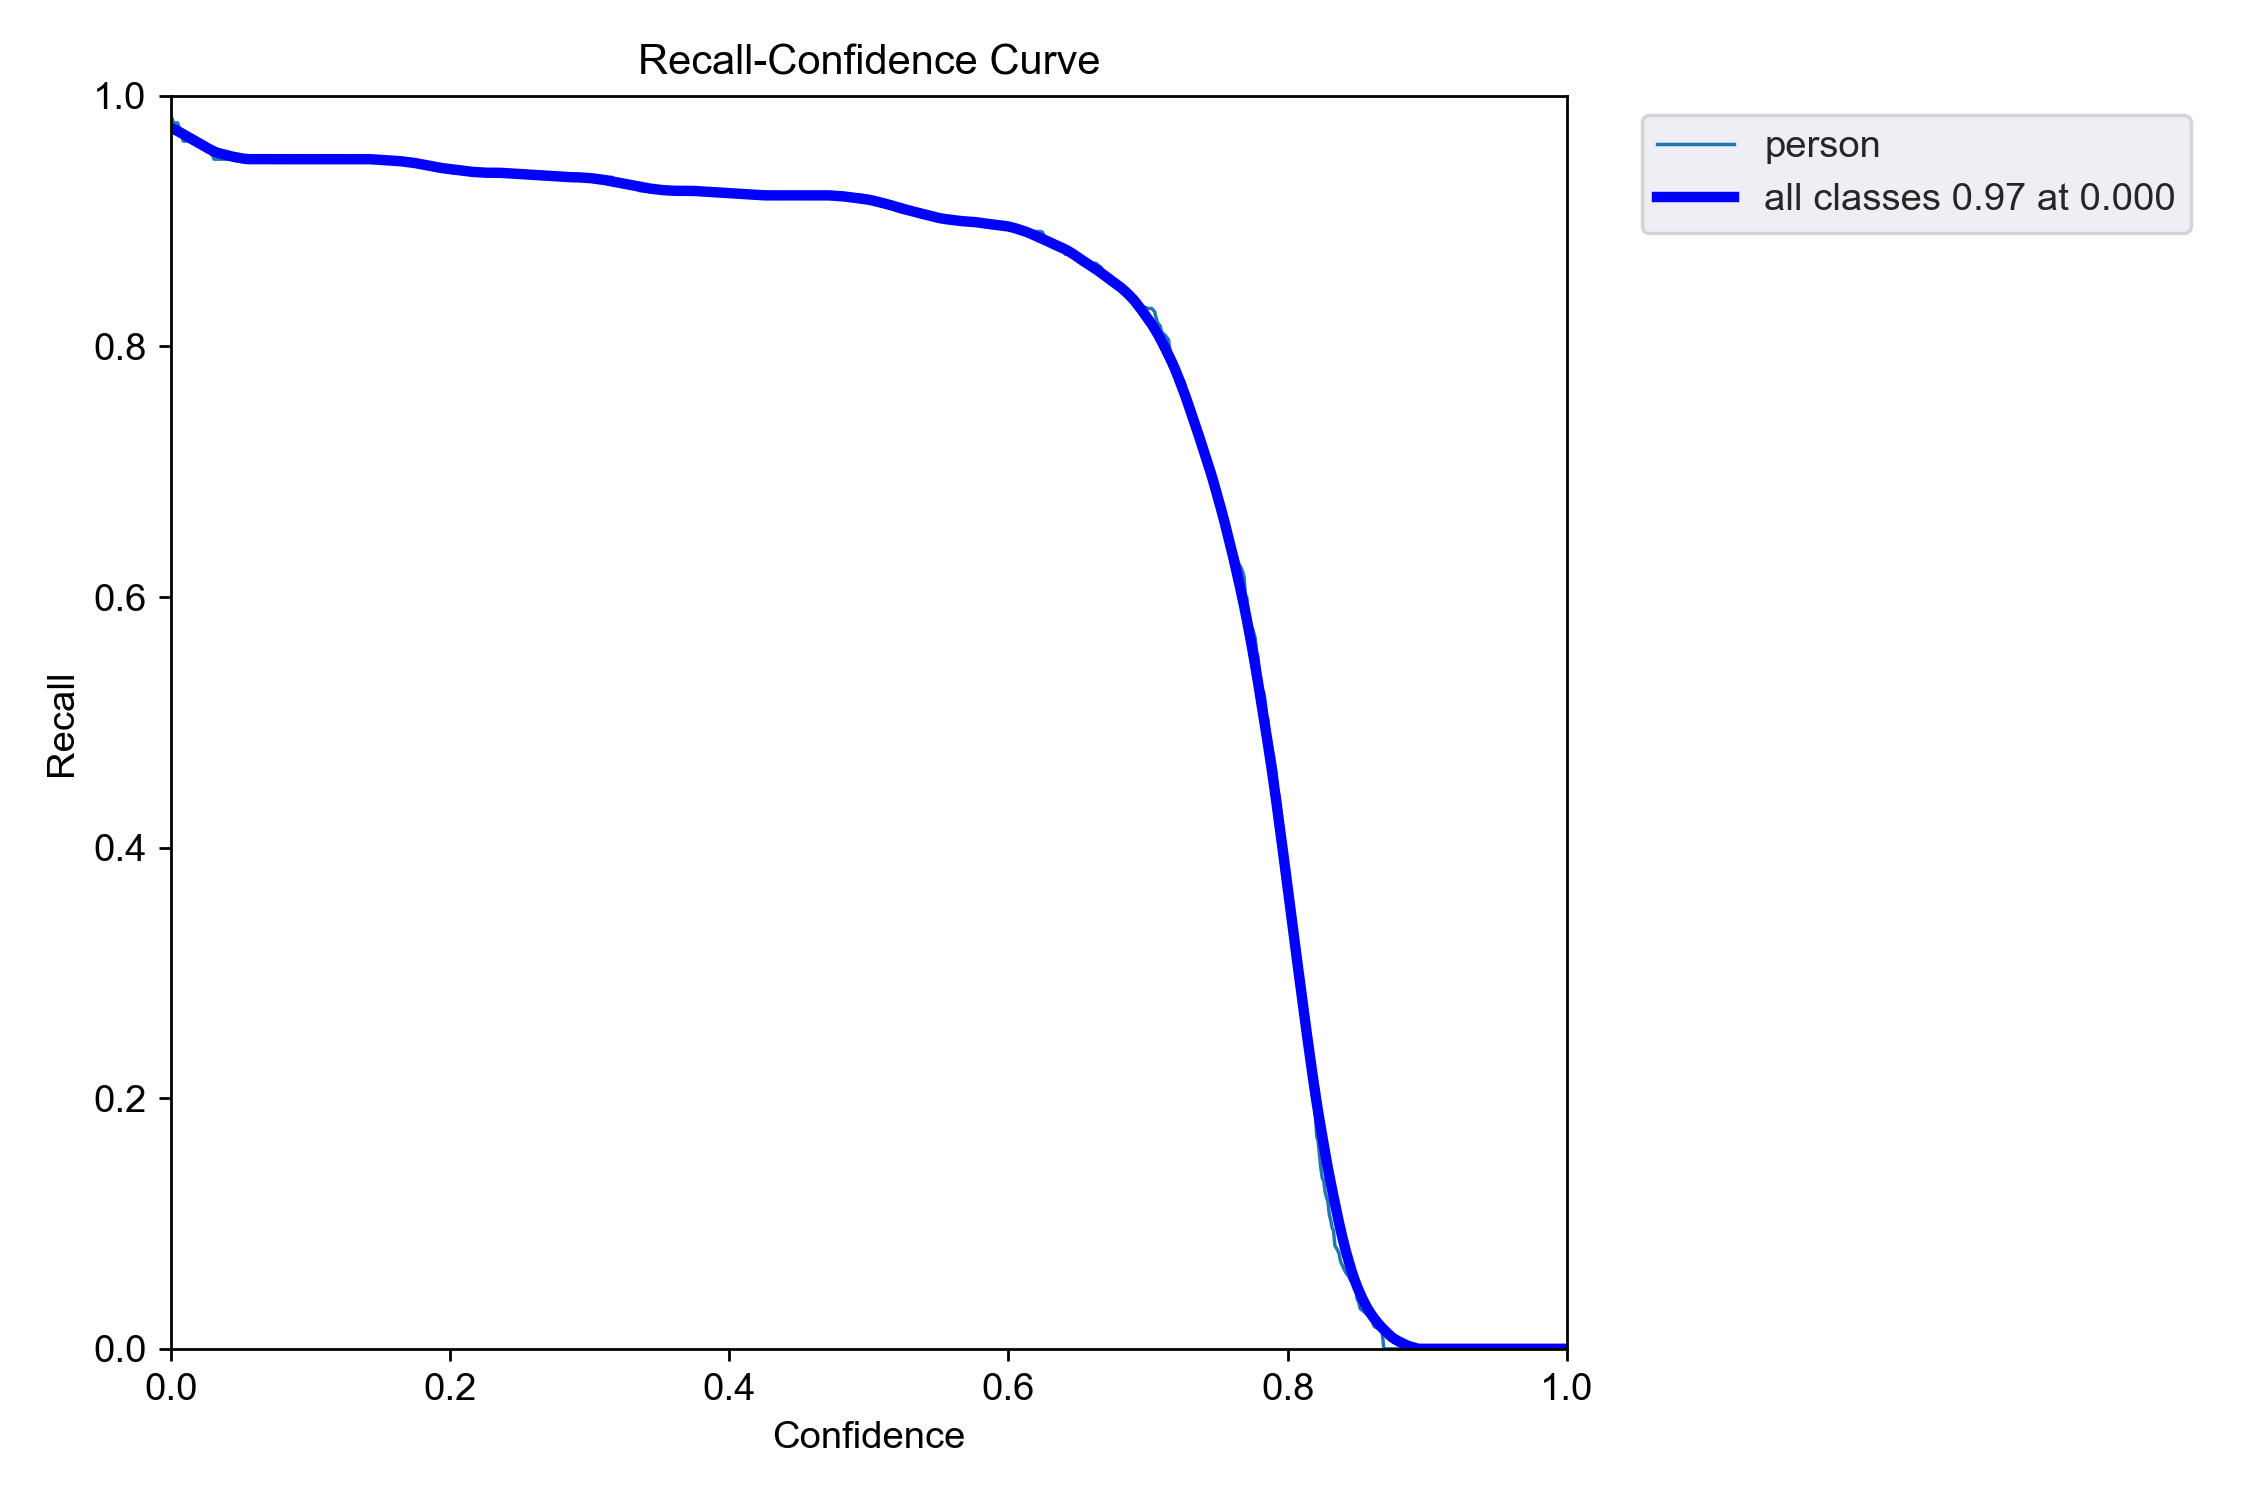 Recall-Confidence Curve
1.0
0.8
0.6
0.4
0.2
0.0
Recall
0.0 0.2 0.4 0.6 0.8 1.0
Confidence
person
all classes 0.97 at 0.000